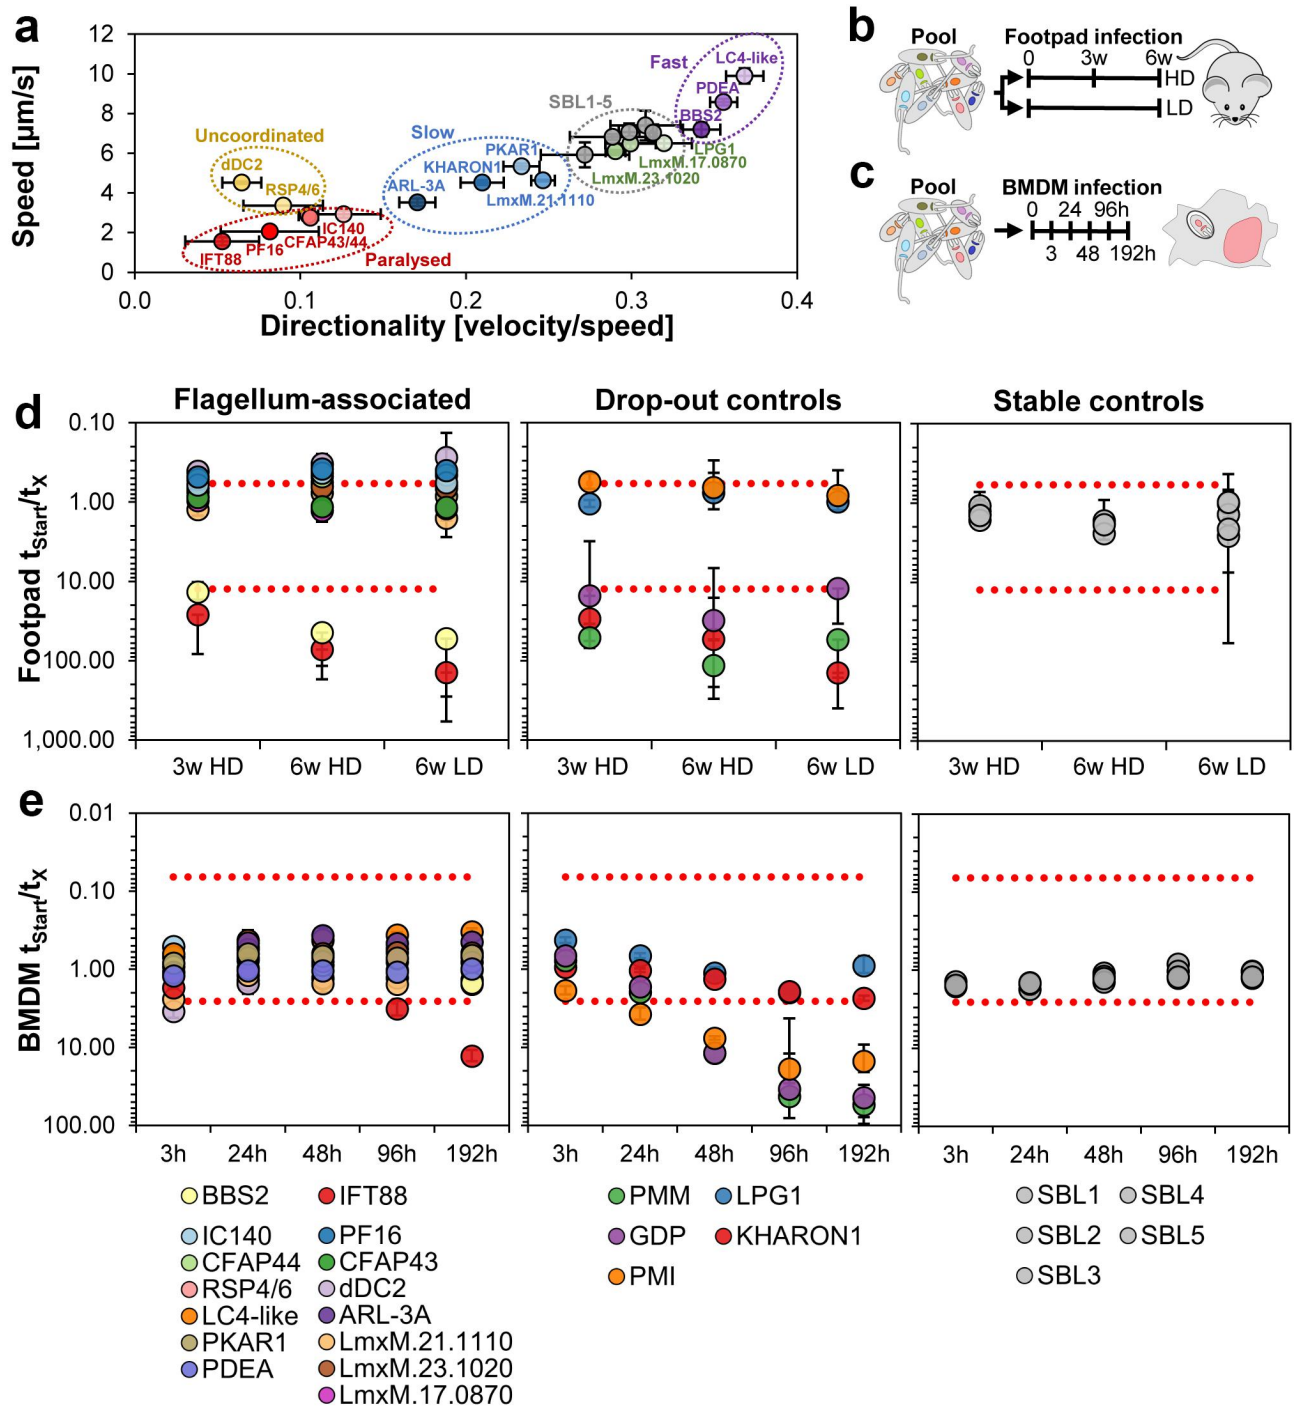 a
12
10
8
6
4
2
0
Speed [µm/s]
0.0
0.1
0.2
0.3
0.4
Directionality [velocity/speed]
Fast
LC4-like
PDEA
BBS2
SBL1-5
LPG1
LmxM.17.0870
LmxM.23.1020
Slow
PKAR1
KHARON1
ARL-3A
LmxM.21.1110
Uncoordinated
dDC2
RSP4/6
IC140
CFAP43/44
PF16
IFT88
Paralysed
b
Pool
Footpad infection
0 3w 6w
HD
LD
c
Pool
BMDM infection
0 24 96h
3 48 192h
d
Flagellum-associated
Drop-out controls
Stable controls
Footpad tStart/tX
0.10
1.00
10.00
100.00
1,000.00
3w HD 6w HD 6w LD
3w HD 6w HD 6w LD
3w HD 6w HD 6w LD
e
BMDM tStart/tX
0.01
0.10
1.00
10.00
100.00
3h 24h 48h 96h 192h
3h 24h 48h 96h 192h
3h 24h 48h 96h 192h
BBS2 IFT88
IC140 PF16
CFAP44 CFAP43
RSP4/6 dDC2
LC4-like ARL-3A
PKAR1 LmxM.21.1110
PDEA LmxM.23.1020
LmxM.17.0870
PMM LPG1
GDP KHARON1
PMI
SBL1 SBL4
SBL2 SBL5
SBL3